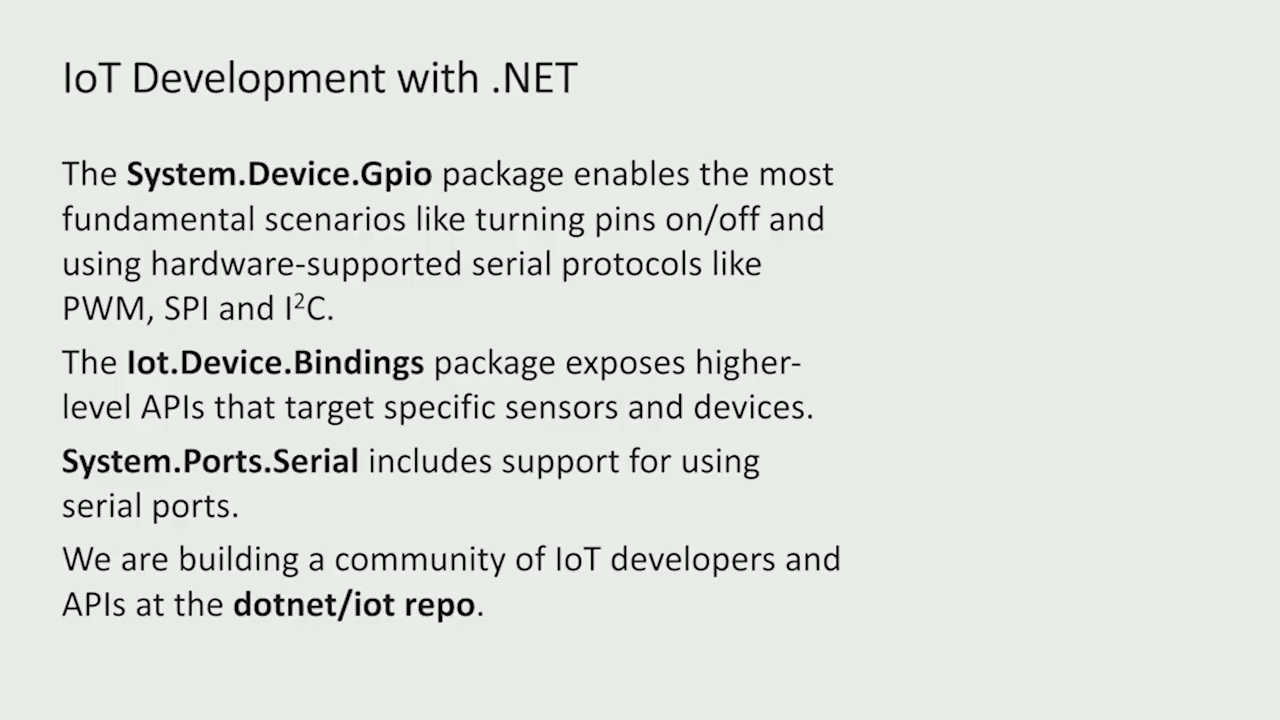 IoT Development with .NET
The System.Device.Gpio package enables the most
fundamental scenarios like turning pins on/off and
using hardware-supported serial protocols like
PWM, SPI and I²C.
The Iot.Device.Bindings package exposes higher-
level APIs that target specific sensors and devices.
System.Ports.Serial includes support for using
serial ports.
We are building a community of IoT developers and
APIs at the dotnet/iot repo.